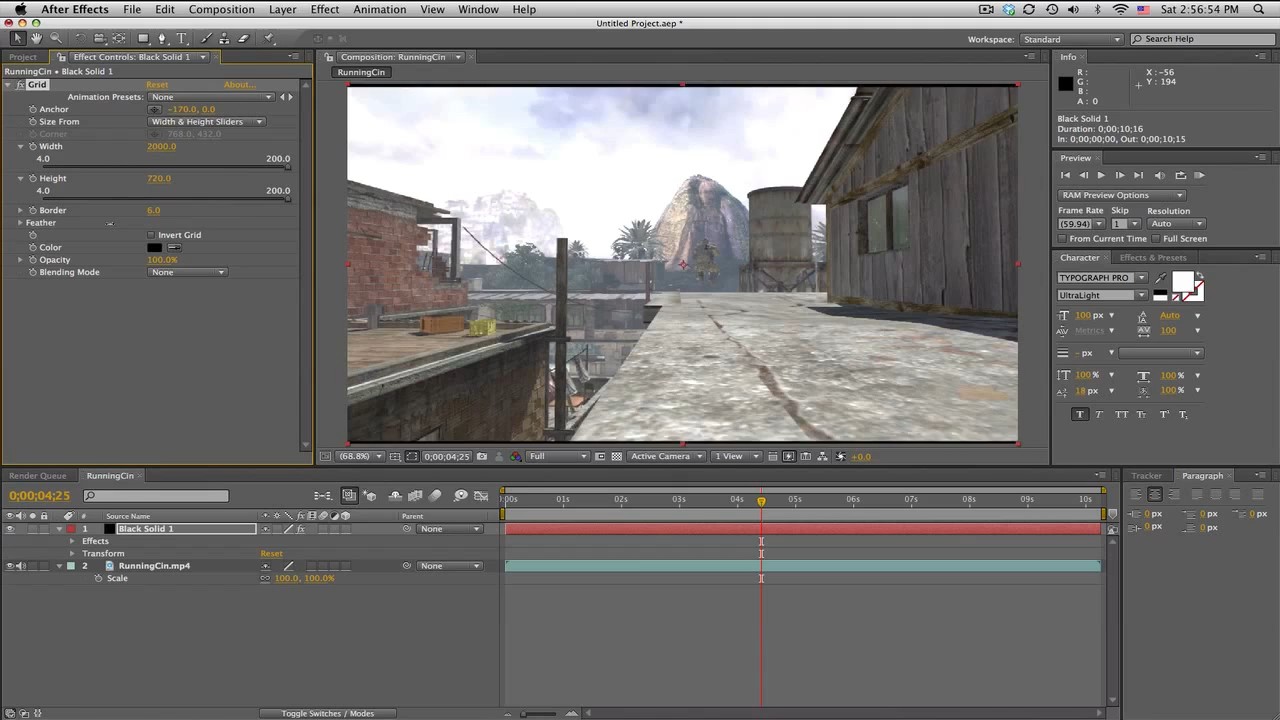 After Effects File Edit Composition Layer Effect Animation View Window Help Sat 2:56:54 PM
Untitled Project.aep *
Workspace: Standard Search Help
Project Effect Controls: Black Solid 1 Composition: RunningCin Info
RunningCin • Black Solid 1 RunningCin
fx Grid Reset About...
Animation Presets: None
Anchor -170.0, 0.0
Size From Width & Height Sliders
Corner 768.0, 432.0
Width 2000.0
4.0 200.0
Height 720.0
4.0 200.0
Border 6.0
Feather
Invert Grid
Color
Opacity 100.0%
Blending Mode None
R :
G :
B :
A : 0
X : -56
Y : 194
Black Solid 1
Duration: 0;00;10;16
In: 0;00;00;00, Out: 0;00;10;15
Preview
RAM Preview Options
Frame Rate Skip Resolution
(59.94) 1 Auto
From Current Time Full Screen
Character Effects & Presets
TYPOGRAPH PRO
UltraLight
100 px Auto
Metrics 100
- px
100 % 100 %
18 px 100 %
T T TT Tr T¹ T₁
(68.8%) 0;00;04;25 Full Active Camera 1 View +0.0
Render Queue RunningCin Tracker Paragraph
0;00;04;25
:00s 01s 02s 03s 04s 05s 06s 07s 08s 09s 10s
# Source Name Parent
1 Black Solid 1 None
Effects
Transform Reset
2 RunningCin.mp4 None
Scale 100.0, 100.0%
0 px 0 px 0 px
0 px 0 px
Toggle Switches / Modes